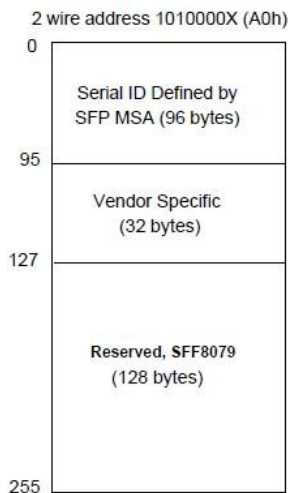 2 wire address 1010000X (A0h)
0
Serial ID Defined by
SFP MSA (96 bytes)
95
Vendor Specific
(32 bytes)
127
Reserved, SFF8079
(128 bytes)
255